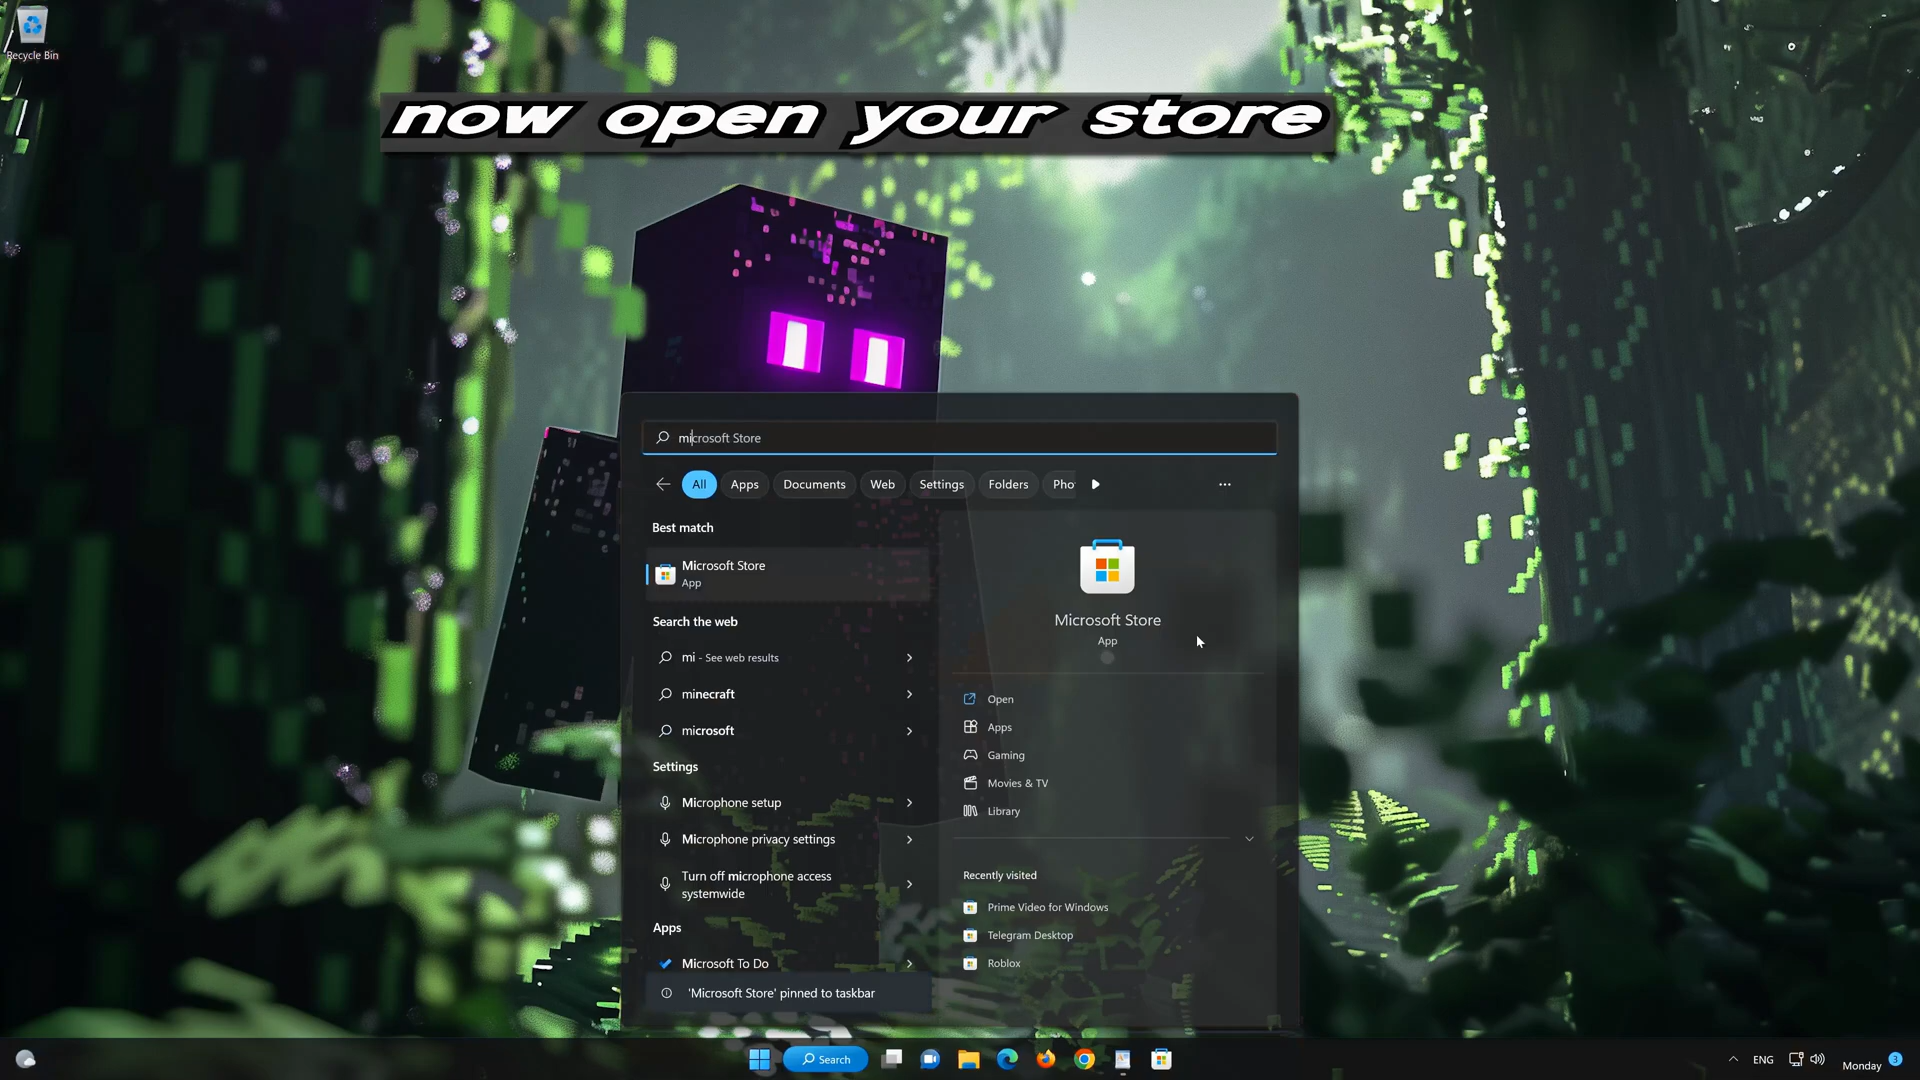 Recycle Bin
now open your store
microsoft Store
All
Apps
Documents
Web
Settings
Folders
Pho
Best match
Microsoft Store
App
Search the web
mi - See web results
minecraft
microsoft
Settings
Microphone setup
Microphone privacy settings
Turn off microphone access
systemwide
Apps
Microsoft To Do
'Microsoft Store' pinned to taskbar
Microsoft Store
App
Open
Apps
Gaming
Movies & TV
Library
Recently visited
Prime Video for Windows
Telegram Desktop
Roblox
Search
ENG
Monday
3